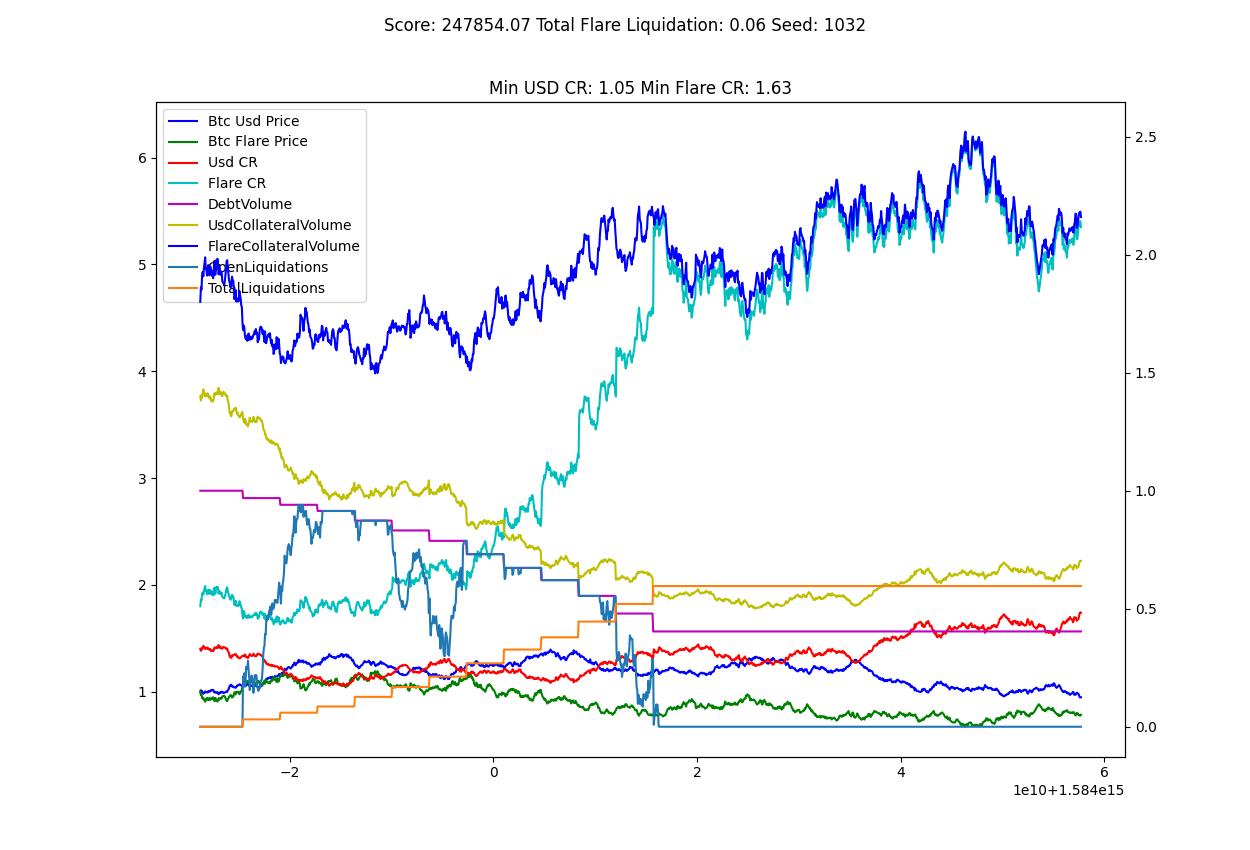 Score: 247854.07 Total Flare Liquidation: 0.06 Seed: 1032
Min USD CR: 1.05 Min Flare CR: 1.63
Btc Usd Price
Btc Flare Price
Usd CR
Flare CR
DebtVolume
UsdCollateralVolume
FlareCollateralVolume
OpenLiquidations
TotalLiquidations
6
5
4
3
2
1
2.5
2.0
1.5
1.0
0.5
0.0
−2
0
2
4
6
1e10+1.584e15